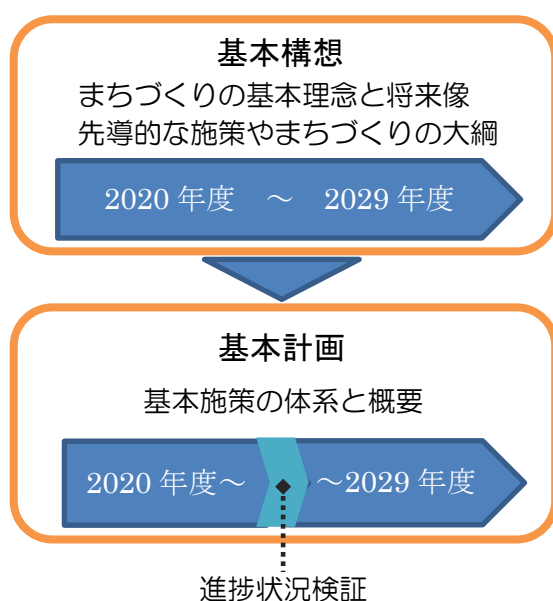 基本構想
まちづくりの基本理念と将来像
先導的な施策やまちづくりの大綱
2020 年度　～　2029 年度
基本計画
基本施策の体系と概要
2020 年度～　～2029 年度
進捗状況検証